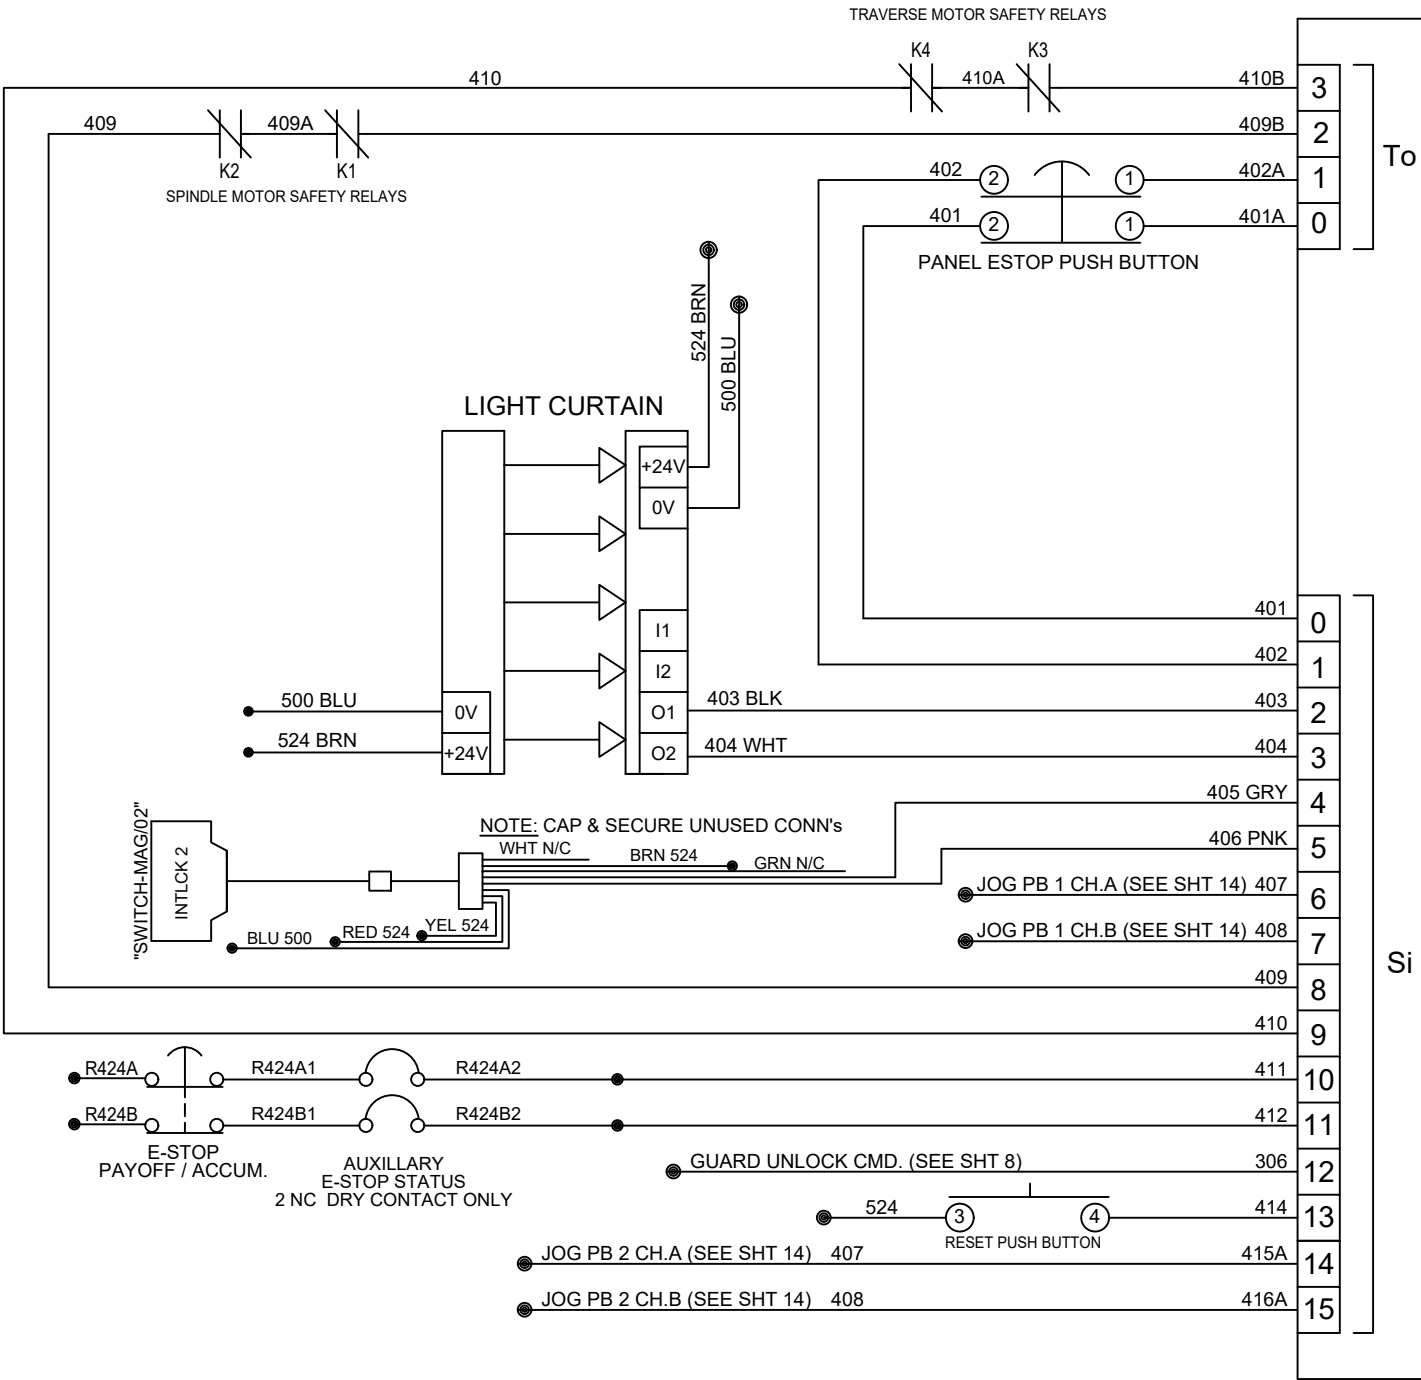 TRAVERSE MOTOR SAFETY RELAYS
K4
K3
410
410A
410B
3
409
409A
409B
2
K2
K1
SPINDLE MOTOR SAFETY RELAYS
To
402
2
1
402A
1
401
2
1
401A
0
PANEL ESTOP PUSH BUTTON
524 BRN
500 BLU
LIGHT CURTAIN
+24V
0V
I1
I2
O1
O2
0V
+24V
500 BLU
524 BRN
403 BLK
404 WHT
401
0
402
1
403
2
404
3
405 GRY
4
406 PNK
5
"SWITCH-MAG/02"
INTLCK 2
NOTE: CAP & SECURE UNUSED CONN's
WHT N/C
BRN 524
GRN N/C
YEL 524
RED 524
BLU 500
JOG PB 1 CH.A (SEE SHT 14) 407
6
JOG PB 1 CH.B (SEE SHT 14) 408
7
Si
409
8
410
9
R424A
R424A1
R424A2
411
10
R424B
R424B1
R424B2
412
11
E-STOP
PAYOFF / ACCUM.
AUXILLARY
E-STOP STATUS
2 NC DRY CONTACT ONLY
GUARD UNLOCK CMD. (SEE SHT 8)
306
12
524
3
4
414
13
RESET PUSH BUTTON
JOG PB 2 CH.A (SEE SHT 14) 407
415A
14
JOG PB 2 CH.B (SEE SHT 14) 408
416A
15